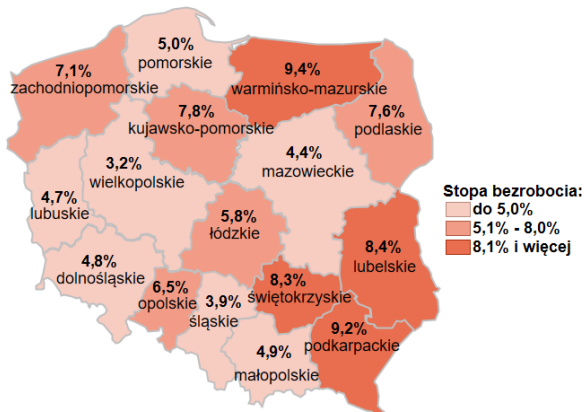 5,0%
pomorskie
7,1%
zachodniopomorskie
9,4%
warmińsko-mazurskie
7,8%
kujawsko-pomorskie
7,6%
podlaskie
3,2%
wielkopolskie
4,4%
mazowieckie
4,7%
lubuskie
5,8%
łódzkie
Stopa bezrobocia:
do 5,0%
5,1% - 8,0%
8,1% i więcej
8,4%
lubelskie
4,8%
dolnośląskie
6,5%
opolskie
3,9%
śląskie
8,3%
świętokrzyskie
9,2%
podkarpackie
4,9%
małopolskie